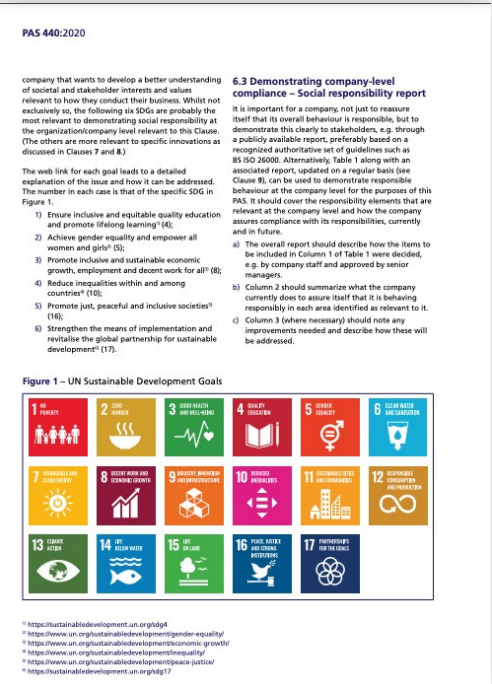 PAS 440:2020
company that wants to develop a better understanding
of societal and stakeholder interests and values
relevant to how they conduct their business. Whilst not
exclusively so, the following six SDGs are probably the
most relevant to demonstrating social responsibility at
the organization/company level relevant to this Clause.
(The others are more relevant to specific innovations as
discussed in Clauses 7 and 8.)
The web link for each goal leads to a detailed
explanation of the issue and how it can be addressed.
The number in each case is that of the specific SDG in
Figure 1.
1) Ensure inclusive and equitable quality education
and promote lifelong learning¹⁾ (4);
2) Achieve gender equality and empower all
women and girls²⁾ (5);
3) Promote inclusive and sustainable economic
growth, employment and decent work for all³⁾ (8);
4) Reduce inequalities within and among
countries⁴⁾ (10);
5) Promote just, peaceful and inclusive societies⁵⁾
(16);
6) Strengthen the means of implementation and
revitalise the global partnership for sustainable
development⁶⁾ (17).
6.3 Demonstrating company-level
compliance – Social responsibility report
It is important for a company, not just to reassure
itself that its overall behaviour is responsible, but to
demonstrate this clearly to stakeholders, e.g. through
a publicly available report, preferably based on a
recognized authoritative set of guidelines such as
BS ISO 26000. Alternatively, Table 1 along with an
associated report, updated on a regular basis (see
Clause 9), can be used to demonstrate responsible
behaviour at the company level for the purposes of this
PAS. It should cover the responsibility elements that are
relevant at the company level and how the company
assures compliance with its responsibilities, currently
and in future.
a) The overall report should describe how the items to
be included in Column 1 of Table 1 were decided,
e.g. by company staff and approved by senior
managers.
b) Column 2 should summarize what the company
currently does to assure itself that it is behaving
responsibly in each area identified as relevant to it.
c) Column 3 (where necessary) should note any
improvements needed and describe how these will
be addressed.
Figure 1 – UN Sustainable Development Goals
1 NO
POVERTY
2 ZERO
HUNGER
3 GOOD HEALTH
AND WELL-BEING
4 QUALITY
EDUCATION
5 GENDER
EQUALITY
6 CLEAN WATER
AND SANITATION
7 AFFORDABLE AND
CLEAN ENERGY
8 DECENT WORK AND
ECONOMIC GROWTH
9 INDUSTRY, INNOVATION
AND INFRASTRUCTURE
10 REDUCED
INEQUALITIES
11 SUSTAINABLE CITIES
AND COMMUNITIES
12 RESPONSIBLE
CONSUMPTION
AND PRODUCTION
13 CLIMATE
ACTION
14 LIFE
BELOW WATER
15 LIFE
ON LAND
16 PEACE, JUSTICE
AND STRONG
INSTITUTIONS
17 PARTNERSHIPS
FOR THE GOALS
¹⁾ https://sustainabledevelopment.un.org/sdg4
²⁾ https://www.un.org/sustainabledevelopment/gender-equality/
³⁾ https://www.un.org/sustainabledevelopment/economic-growth/
⁴⁾ https://www.un.org/sustainabledevelopment/inequality/
⁵⁾ https://www.un.org/sustainabledevelopment/peace-justice/
⁶⁾ https://sustainabledevelopment.un.org/sdg17